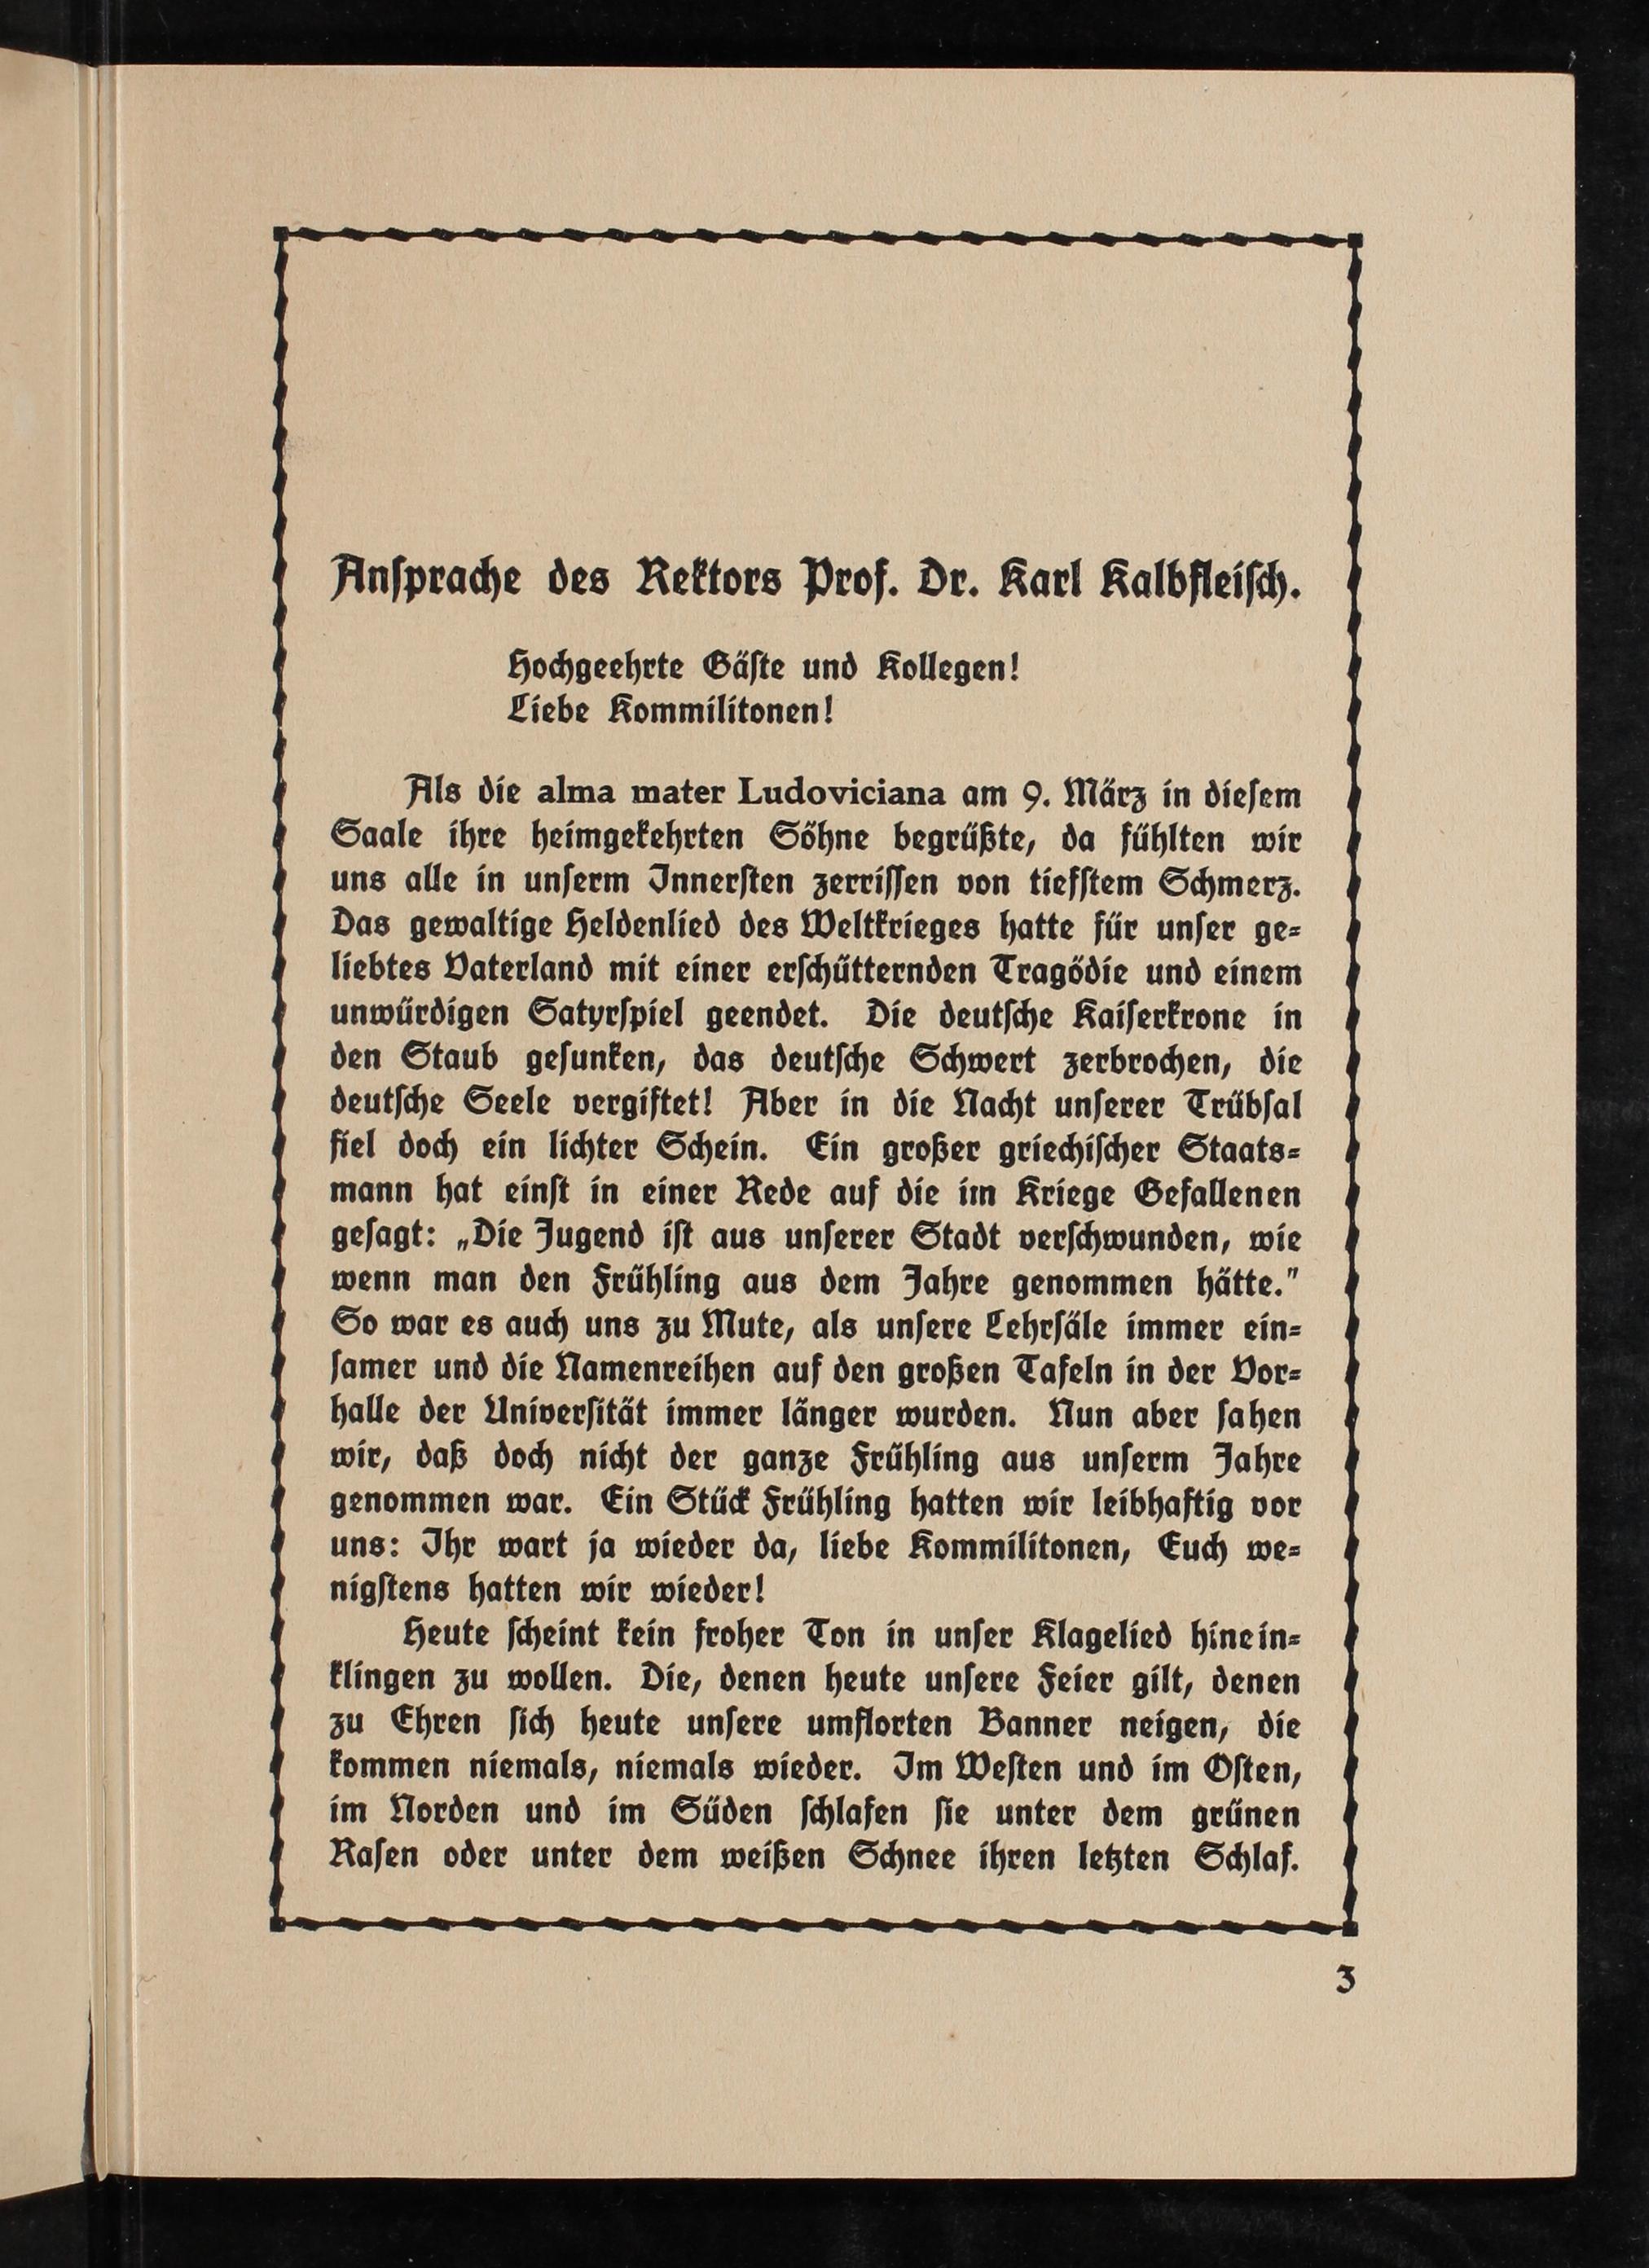 Ansprache des Rektors Prof. Dr. Karl Kalbfleisch.
Hochgeehrte Gäste und Kollegen!
Liebe Kommilitonen!
Als die alma mater Ludoviciana am 9. März in diesem
Saale ihre heimgekehrten Söhne begrüßte, da fühlten wir
uns alle in unserm Innersten zerrissen von tiefstem Schmerz.
Das gewaltige Heldenlied des Weltkrieges hatte für unser ge-
liebtes Vaterland mit einer erschütternden Tragödie und einem
unwürdigen Satyrspiel geendet. Die deutsche Kaiserkrone in
den Staub gesunken, das deutsche Schwert zerbrochen, die
deutsche Seele vergiftet! Aber in die Nacht unserer Trübsal
fiel doch ein lichter Schein. Ein großer griechischer Staats-
mann hat einst in einer Rede auf die im Kriege Gefallenen
gesagt: „Die Jugend ist aus unserer Stadt verschwunden, wie
wenn man den Frühling aus dem Jahre genommen hätte."
So war es auch uns zu Mute, als unsere Lehrsäle immer ein-
samer und die Namenreihen auf den großen Tafeln in der Vor-
halle der Universität immer länger wurden. Nun aber sahen
wir, daß doch nicht der ganze Frühling aus unserm Jahre
genommen war. Ein Stück Frühling hatten wir leibhaftig vor
uns: Ihr wart ja wieder da, liebe Kommilitonen, Euch we-
nigstens hatten wir wieder!
Heute scheint kein froher Ton in unser Klagelied hinein-
klingen zu wollen. Die, denen heute unsere Feier gilt, denen
zu Ehren sich heute unsere umflorten Banner neigen, die
kommen niemals, niemals wieder. Im Westen und im Osten,
im Norden und im Süden schlafen sie unter dem grünen
Rasen oder unter dem weißen Schnee ihren letzten Schlaf.
3